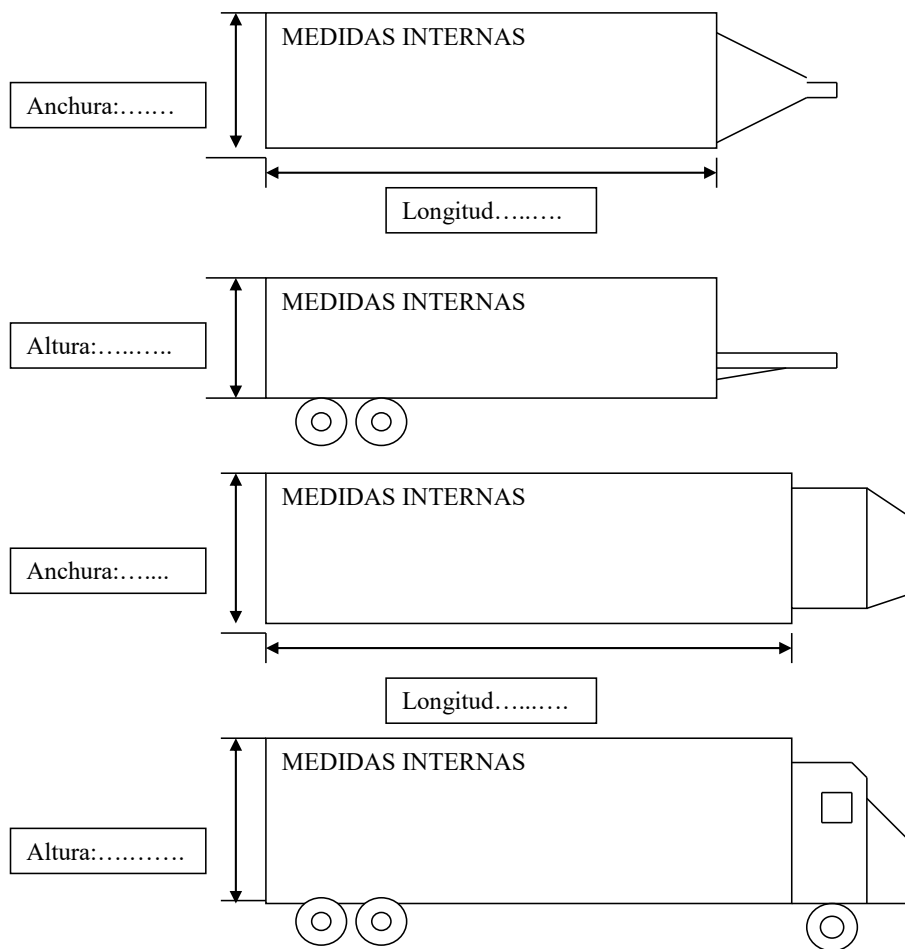 MEDIDAS INTERNAS
Anchura:….…
Longitud…..….
MEDIDAS INTERNAS
Altura:…..…..
MEDIDAS INTERNAS
Anchura:…....
Longitud…...….
MEDIDAS INTERNAS
Altura:….…….